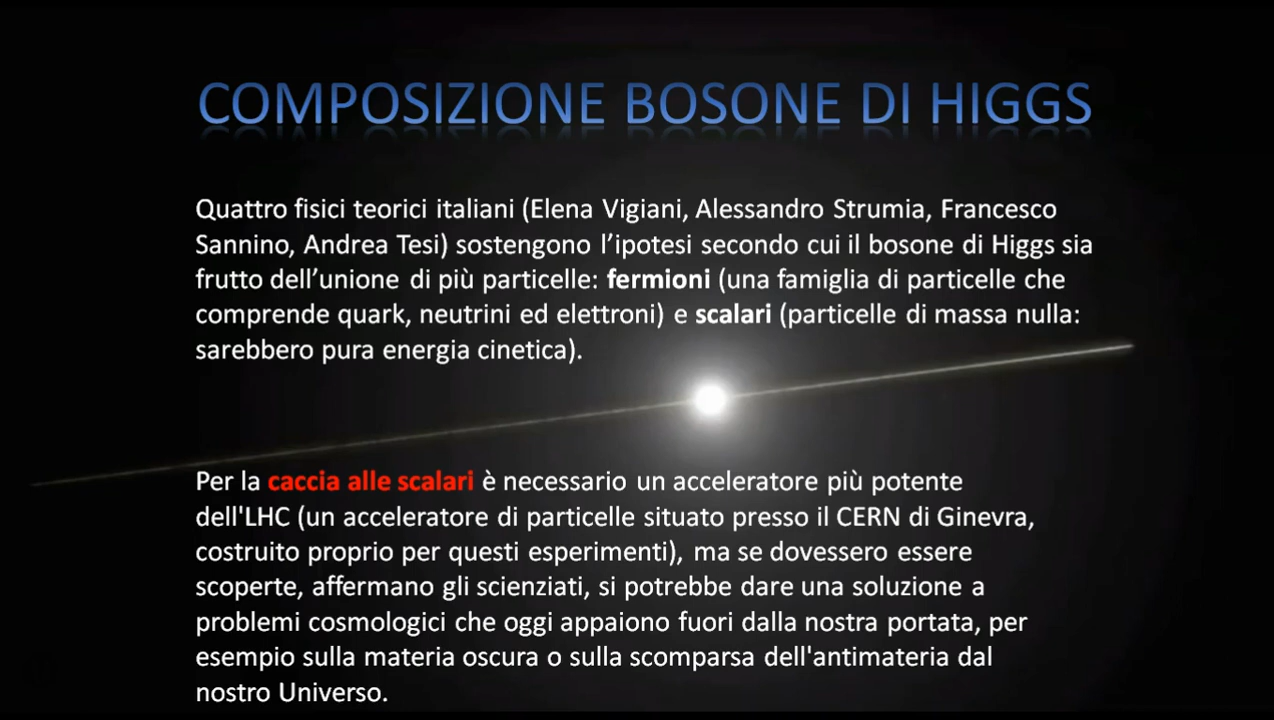 COMPOSIZIONE BOSONE DI HIGGS
Quattro fisici teorici italiani (Elena Vigiani, Alessandro Strumia, Francesco
Sannino, Andrea Tesi) sostengono l’ipotesi secondo cui il bosone di Higgs sia
frutto dell’unione di più particelle: fermioni (una famiglia di particelle che
comprende quark, neutrini ed elettroni) e scalari (particelle di massa nulla:
sarebbero pura energia cinetica).
Per la caccia alle scalari è necessario un acceleratore più potente
dell'LHC (un acceleratore di particelle situato presso il CERN di Ginevra,
costruito proprio per questi esperimenti), ma se dovessero essere
scoperte, affermano gli scienziati, si potrebbe dare una soluzione a
problemi cosmologici che oggi appaiono fuori dalla nostra portata, per
esempio sulla materia oscura o sulla scomparsa dell'antimateria dal
nostro Universo.